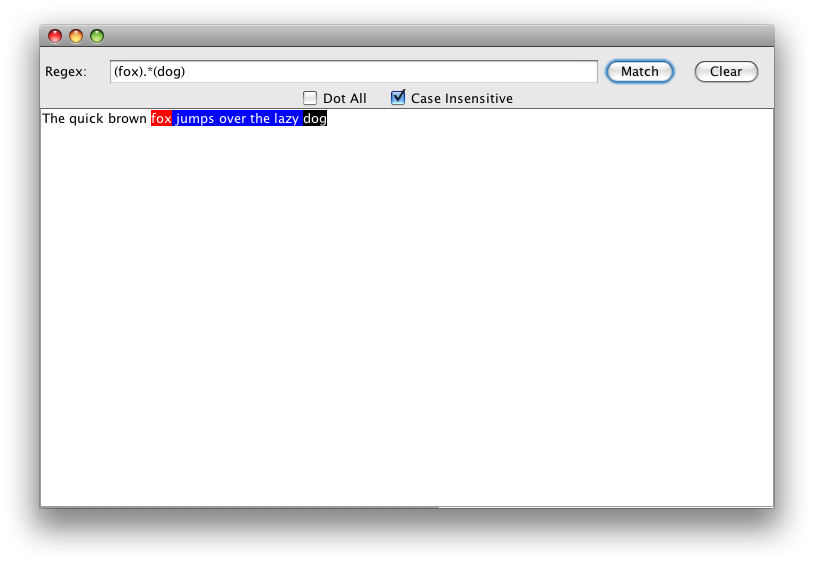 Regex: (fox).*(dog) Match Clear
Dot All Case Insensitive
The quick brown fox jumps over the lazy dog